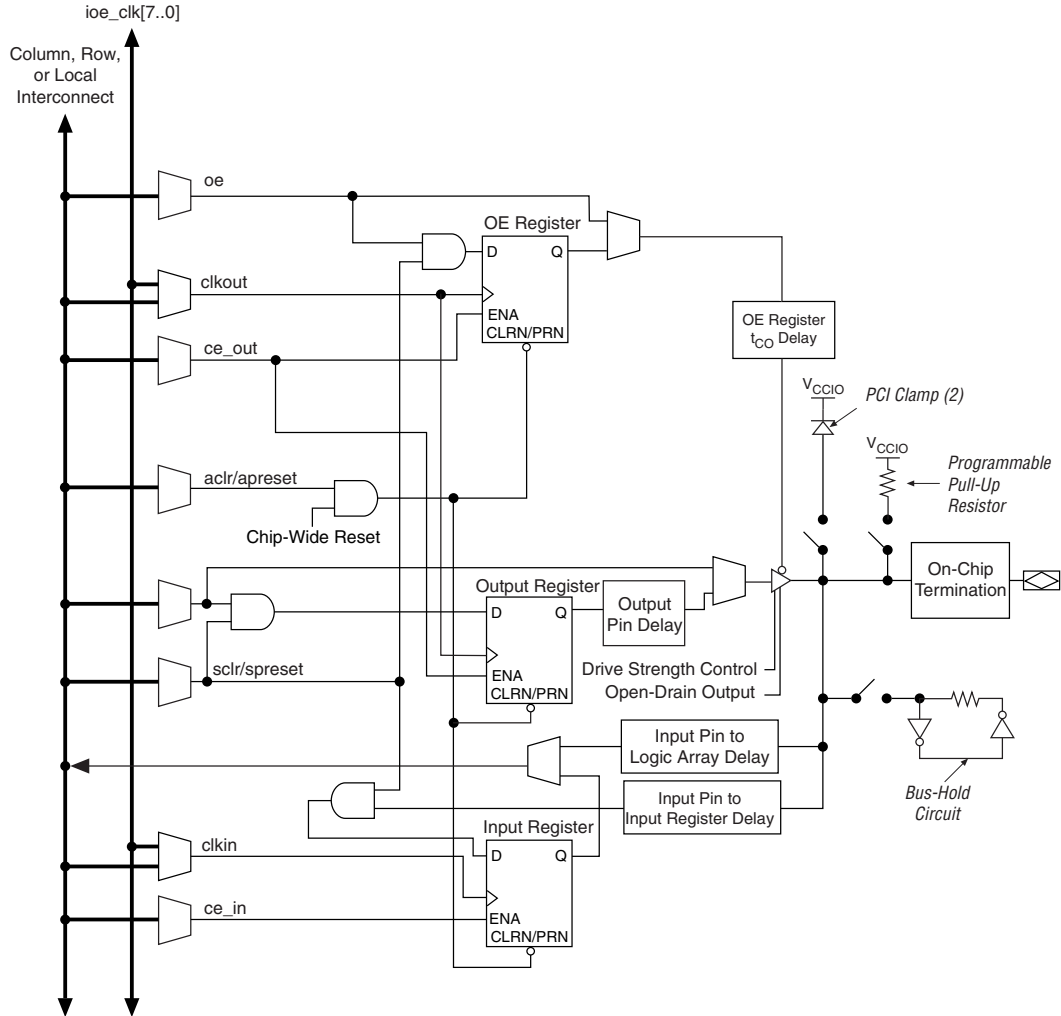 ioe_clk[7..0]
Column, Row,
or Local
Interconnect
oe
OE Register
D Q
clkout
ENA
CLRN/PRN
OE Register
tCO Delay
ce_out
VCCIO
PCI Clamp (2)
VCCIO
Programmable
Pull-Up
Resistor
aclr/apreset
Chip-Wide Reset
On-Chip
Termination
Output Register
D Q
Output
Pin Delay
ENA
CLRN/PRN
sclr/spreset
Drive Strength Control
Open-Drain Output
Input Pin to
Logic Array Delay
Input Pin to
Input Register Delay
Bus-Hold
Circuit
Input Register
D Q
clkin
ENA
CLRN/PRN
ce_in